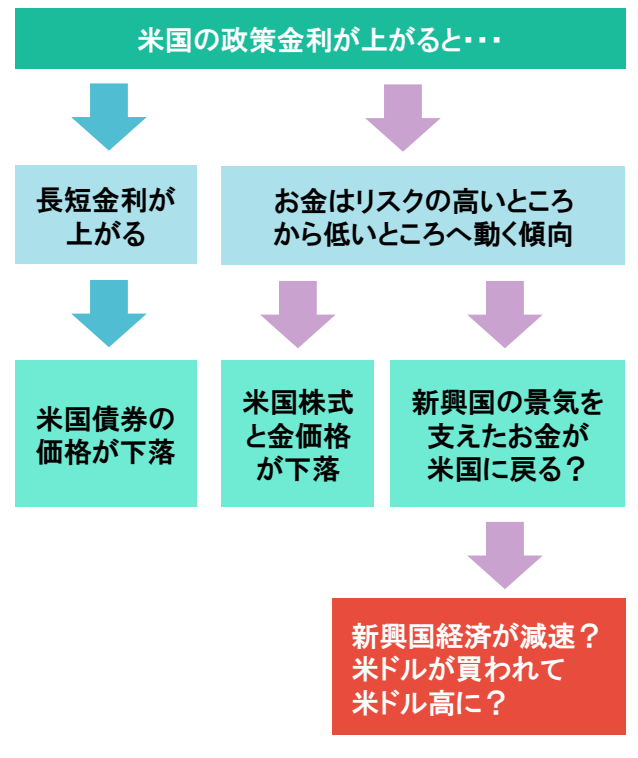 米国の政策金利が上がると・・・
長短金利が
上がる
お金はリスクの高いところ
から低いところへ動く傾向
米国債券の
価格が下落
米国株式
と金価格
が下落
新興国の景気を
支えたお金が
米国に戻る？
新興国経済が減速？
米ドルが買われて
米ドル高に？